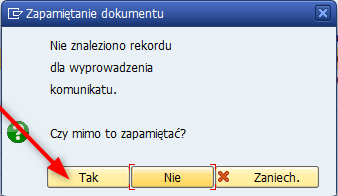 Zapamiętanie dokumentu
Nie znaleziono rekordu
dla wyprowadzenia
komunikatu.
Czy mimo to zapamiętać?
Tak Nie Zaniech.